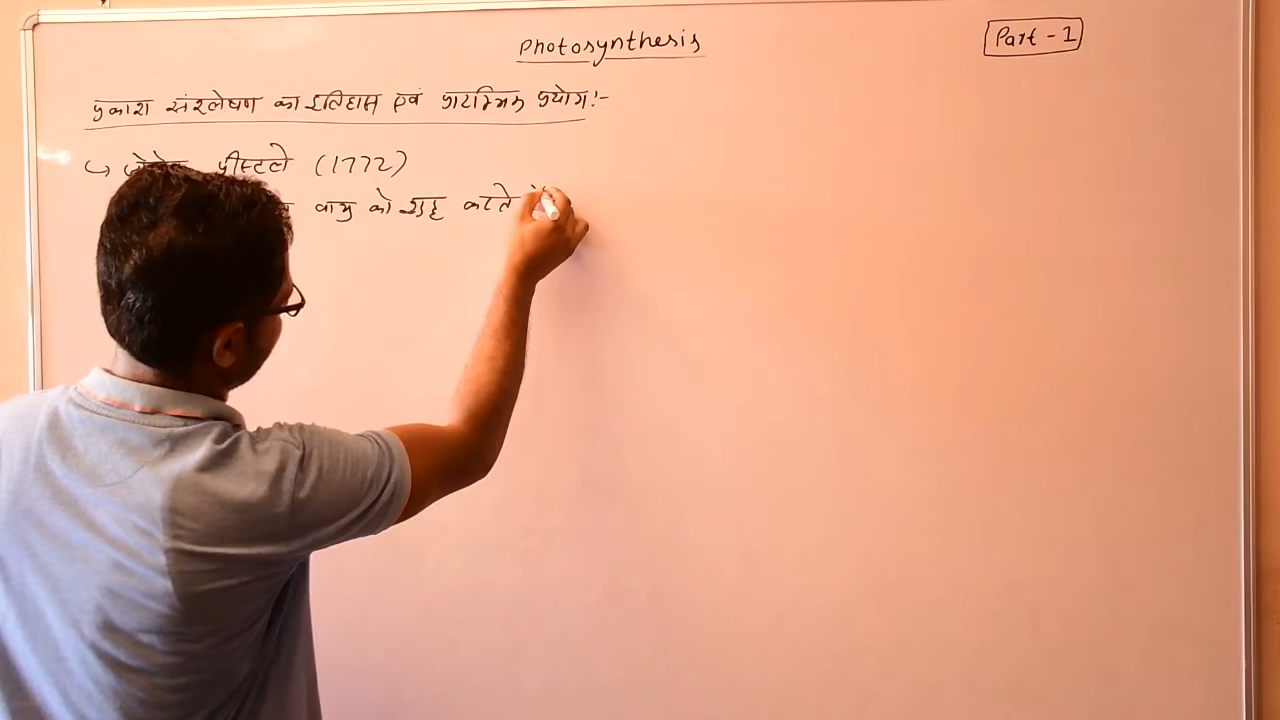 Photosynthesis
Part - 1
प्रकाश संश्लेषण का इतिहास एवं प्रारम्भिक प्रयोग :-
↳ प्रीस्टले (1772)
वायु को शुद्ध करते